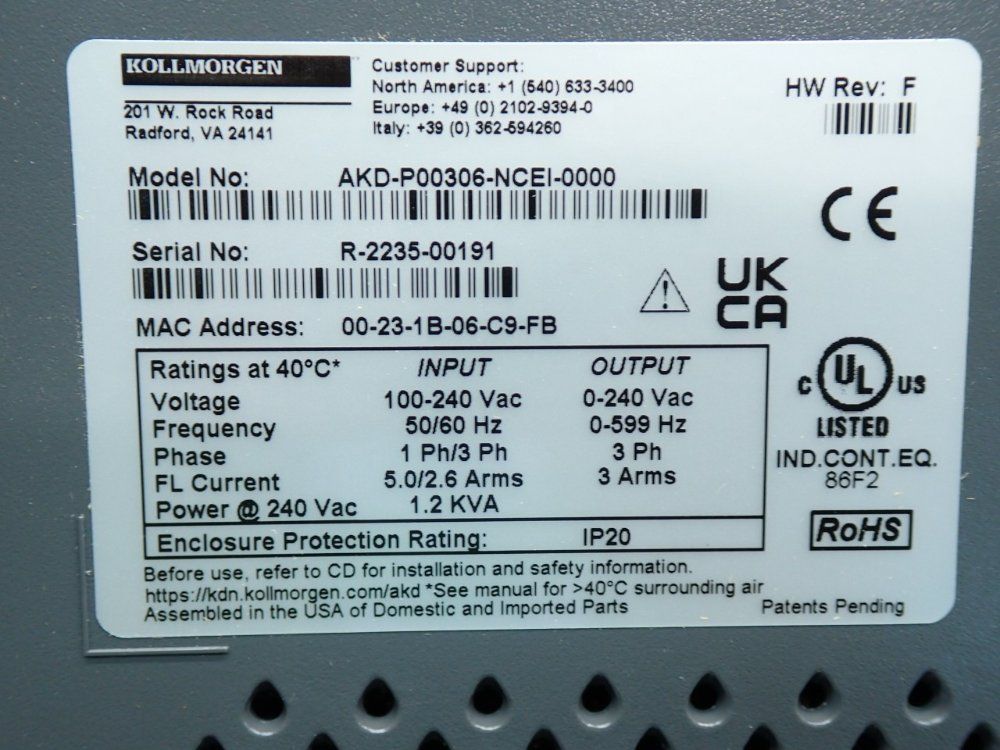 KOLLMORGEN
201 W. Rock Road
Radford, VA 24141
Customer Support:
North America: +1 (540) 633-3400
Europe: +49 (0) 2102-9394-0
Italy: +39 (0) 362-594260
HW Rev: F
Model No: AKD-P00306-NCEI-0000
Serial No: R-2235-00191
MAC Address: 00-23-1B-06-C9-FB
CE
UK
CA
Ratings at 40°C* INPUT OUTPUT
Voltage 100-240 Vac 0-240 Vac
Frequency 50/60 Hz 0-599 Hz
Phase 1 Ph/3 Ph 3 Ph
FL Current 5.0/2.6 Arms 3 Arms
Power @ 240 Vac 1.2 KVA
Enclosure Protection Rating: IP20
C UL US
LISTED
IND.CONT.EQ.
86F2
RoHS
Before use, refer to CD for installation and safety information.
https://kdn.kollmorgen.com/akd *See manual for >40°C surrounding air
Assembled in the USA of Domestic and Imported Parts
Patents Pending